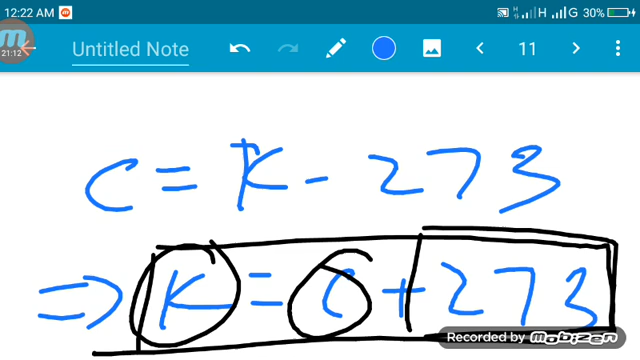 12:22 AM H G 30%
M
21:12
Untitled Note 11
C = K - 273
⇒ K = C + 273
RECORDED BY mobizen